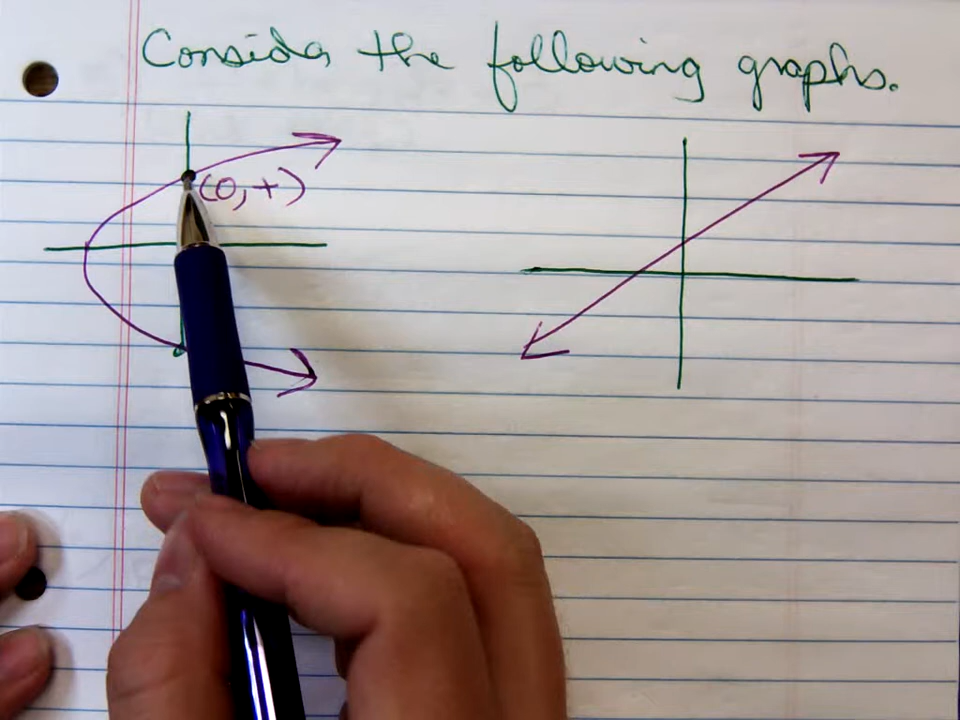 Consider the following graphs.
(0,+)